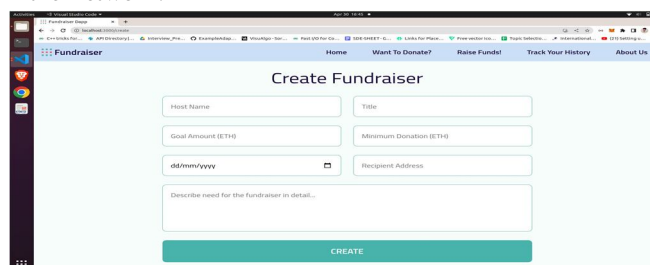 Activities Visual Studio Code Apr 30 18:45
Fundraiser Dapp
localhost:3000/create
C++ tricks for... API Directory |... Interview_Pre... ExampleAdap... VisuAlgo - Sor... Fast I/O for Co... SDE-SHEET - G... Links for Place... Free vector ico... Topic Selectio... International... (21) Setting u...
Fundraiser Home Want To Donate? Raise Funds! Track Your History About Us
Create Fundraiser
Host Name Title
Goal Amount (ETH) Minimum Donation (ETH)
dd/mm/yyyy Recipient Address
Describe need for the fundraiser in detail...
CREATE